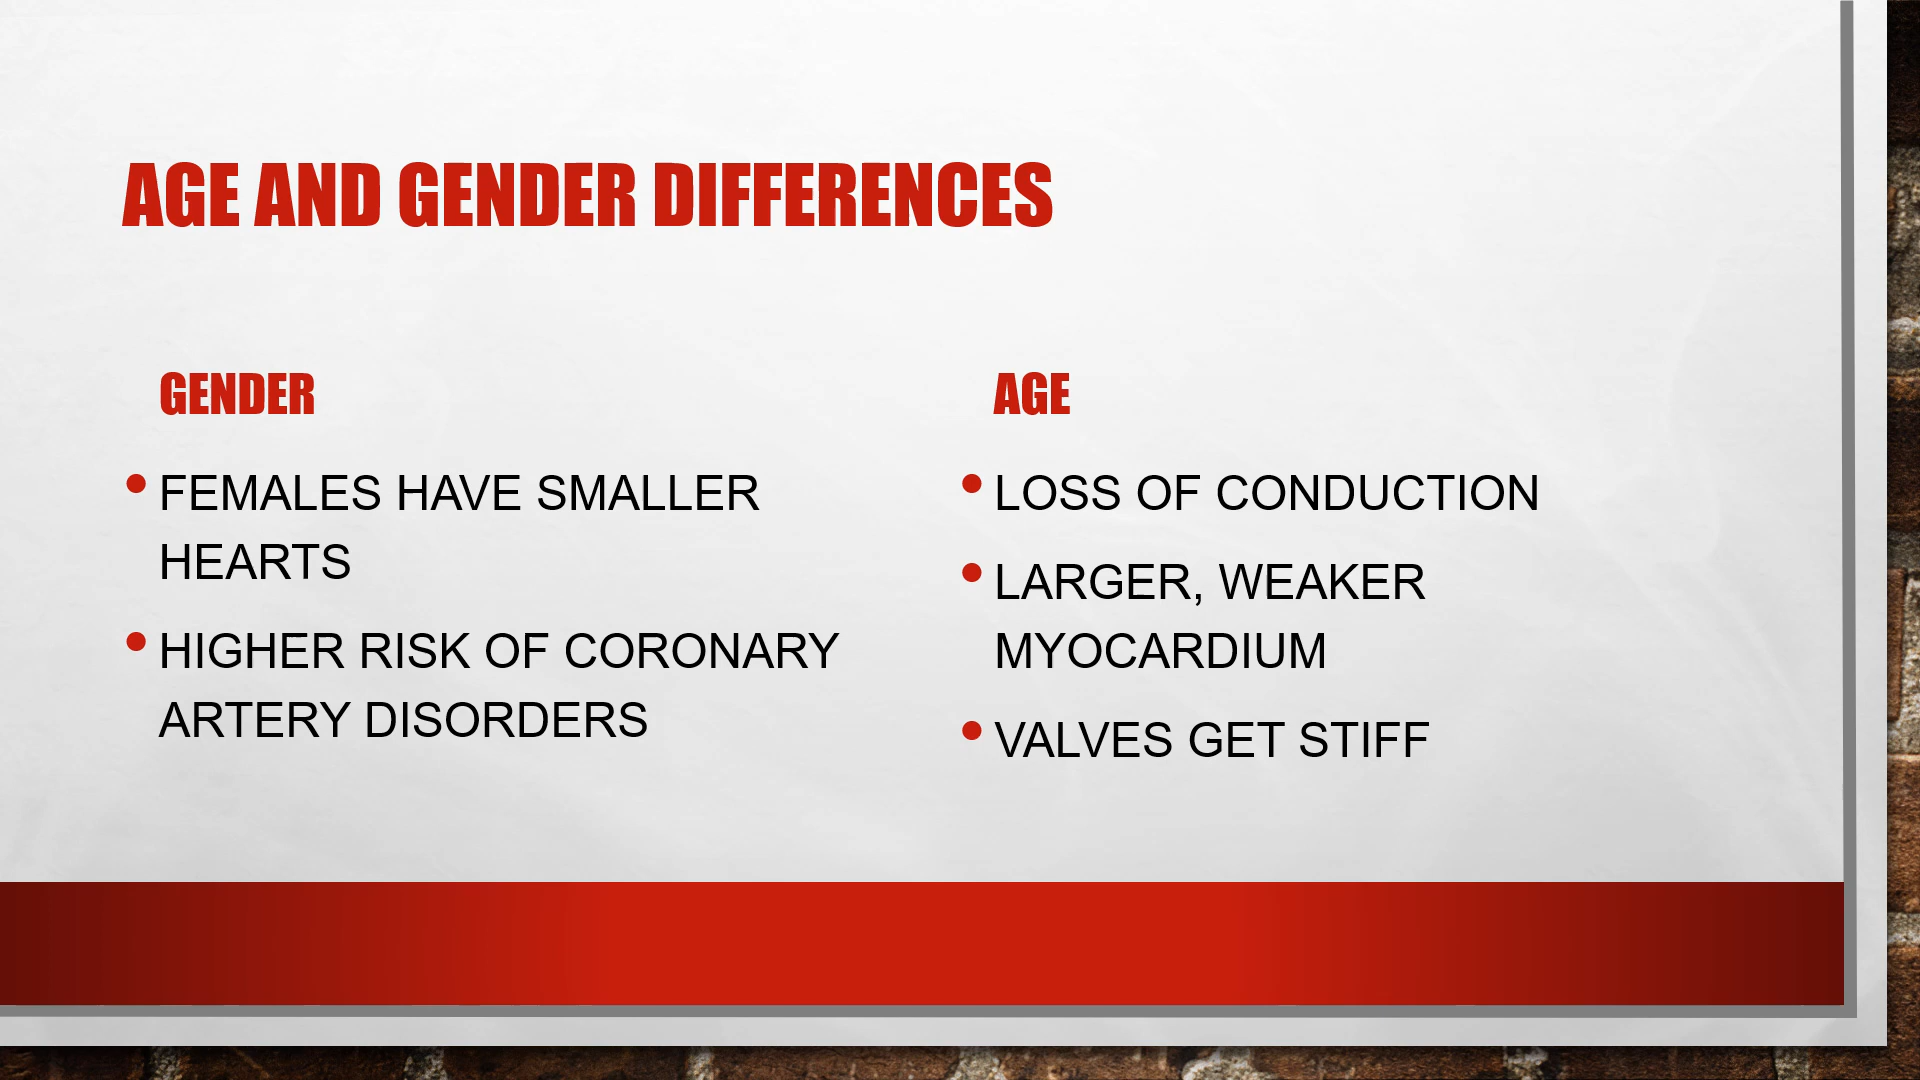 AGE AND GENDER DIFFERENCES
GENDER
FEMALES HAVE SMALLER
HEARTS
HIGHER RISK OF CORONARY
ARTERY DISORDERS
AGE
LOSS OF CONDUCTION
LARGER, WEAKER
MYOCARDIUM
VALVES GET STIFF